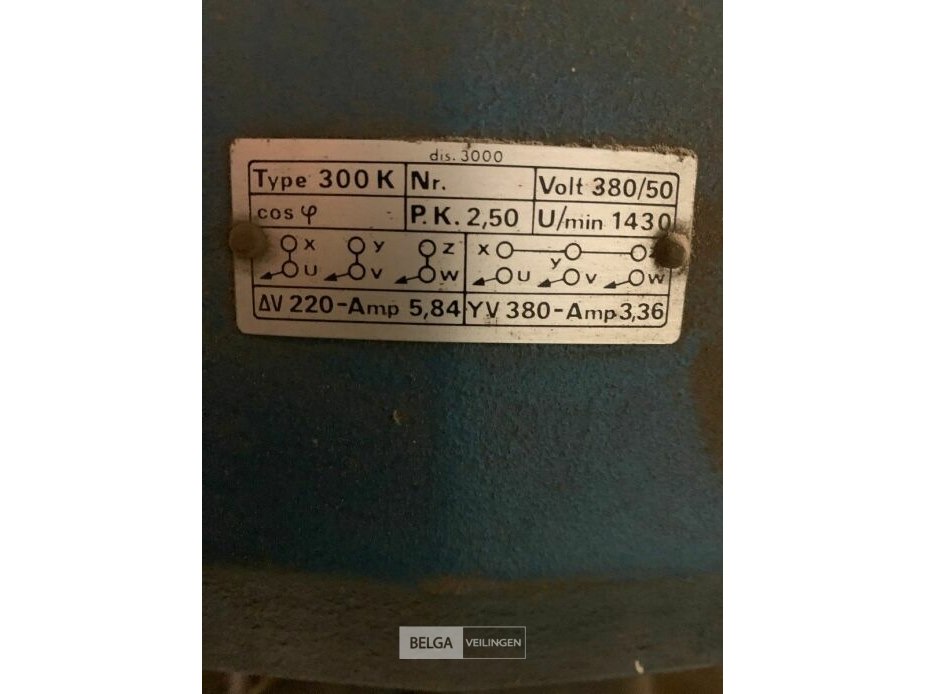 dis. 3000
Type 300 K Nr. Volt 380/50
cos φ P.K. 2,50 U/min 1430
X Y Z X Y
U V W U V W
ΔV 220-Amp 5,84 YV 380-Amp 3,36
BELGA VEILINGEN